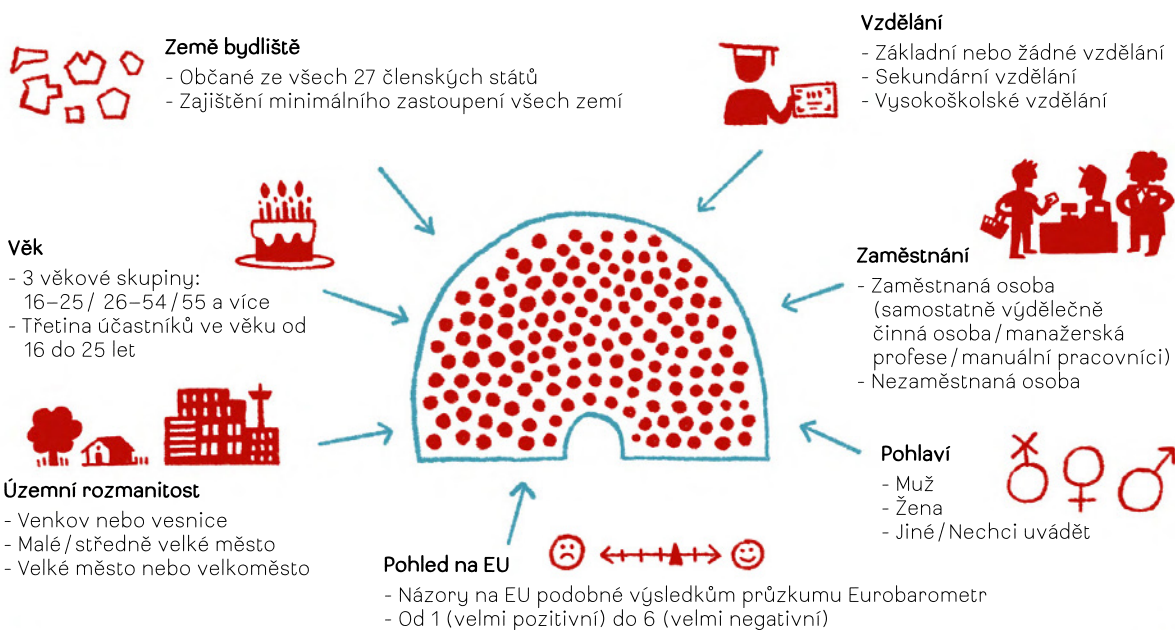 Země bydliště
- Občané ze všech 27 členských států
- Zajištění minimálního zastoupení všech zemí
Vzdělání
- Základní nebo žádné vzdělání
- Sekundární vzdělání
- Vysokoškolské vzdělání
Věk
- 3 věkové skupiny:
16–25 / 26–54 / 55 a více
- Třetina účastníků ve věku od
16 do 25 let
Zaměstnání
- Zaměstnaná osoba
(samostatně výdělečně
činná osoba / manažerská
profese / manuální pracovníci)
- Nezaměstnaná osoba
Územní rozmanitost
- Venkov nebo vesnice
- Malé / středně velké město
- Velké město nebo velkoměsto
Pohlaví
- Muž
- Žena
- Jiné / Nechci uvádět
Pohled na EU
- Názory na EU podobné výsledkům průzkumu Eurobarometr
- Od 1 (velmi pozitivní) do 6 (velmi negativní)